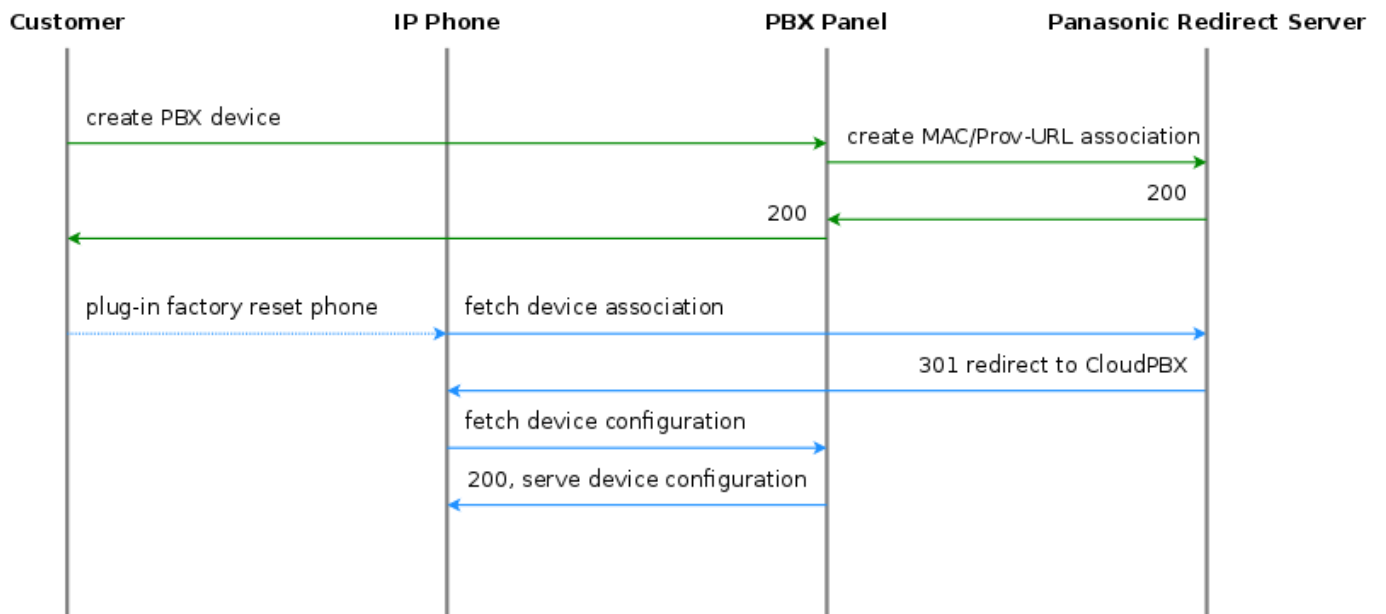 Customer
IP Phone
PBX Panel
Panasonic Redirect Server
create PBX device
create MAC/Prov-URL association
200
200
plug-in factory reset phone
fetch device association
301 redirect to CloudPBX
fetch device configuration
200, serve device configuration